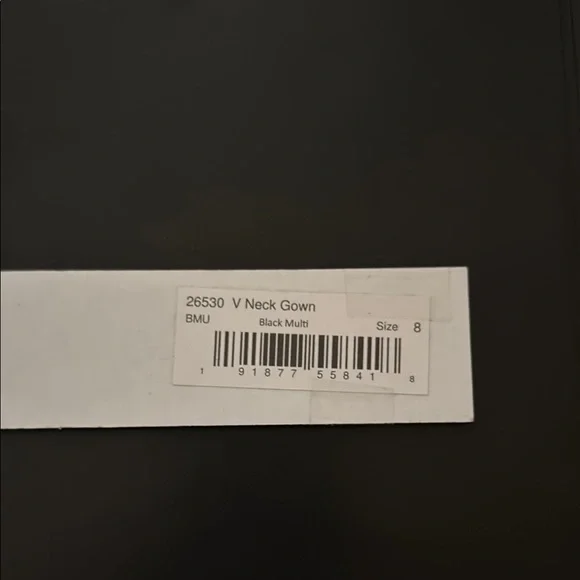 26530 V Neck Gown
BMU Black Multi Size 8
1 91877 55841 8